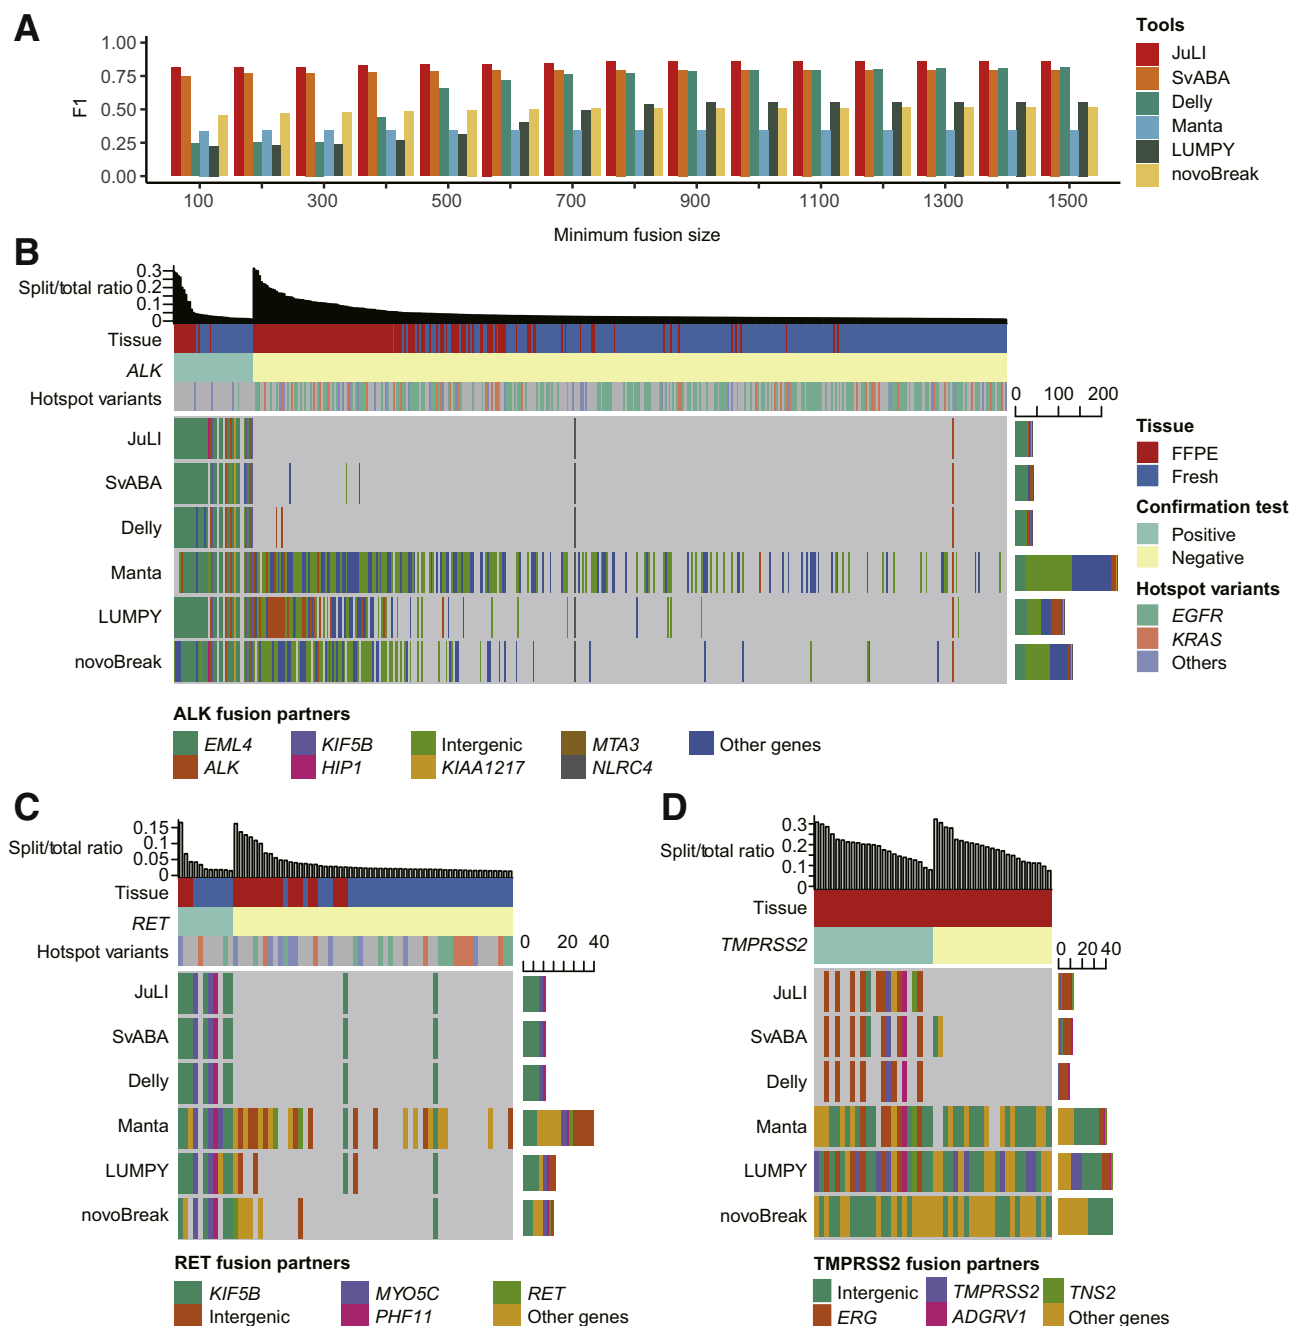 A
1.00
0.75
0.50
0.25
0.00
F1
100 300 500 700 900 1100 1300 1500
Minimum fusion size
Tools
JuLI
SvABA
Delly
Manta
LUMPY
novoBreak
B
0.3
0.2
0.1
0
Split/total ratio
Tissue
ALK
Hotspot variants
0 100 200
JuLI
SvABA
Delly
Manta
LUMPY
novoBreak
Tissue
FFPE
Fresh
Confirmation test
Positive
Negative
Hotspot variants
EGFR
KRAS
Others
ALK fusion partners
EML4 KIF5B Intergenic MTA3 Other genes
ALK HIP1 KIAA1217 NLRC4
C
0.15
0.1
0.05
0
Split/total ratio
Tissue
RET
Hotspot variants
0 20 40
JuLI
SvABA
Delly
Manta
LUMPY
novoBreak
RET fusion partners
KIF5B MYO5C RET
Intergenic PHF11 Other genes
D
0.3
0.2
0.1
0
Split/total ratio
Tissue
TMPRSS2
0 20 40
JuLI
SvABA
Delly
Manta
LUMPY
novoBreak
TMPRSS2 fusion partners
Intergenic TMPRSS2 TNS2
ERG ADGRV1 Other genes